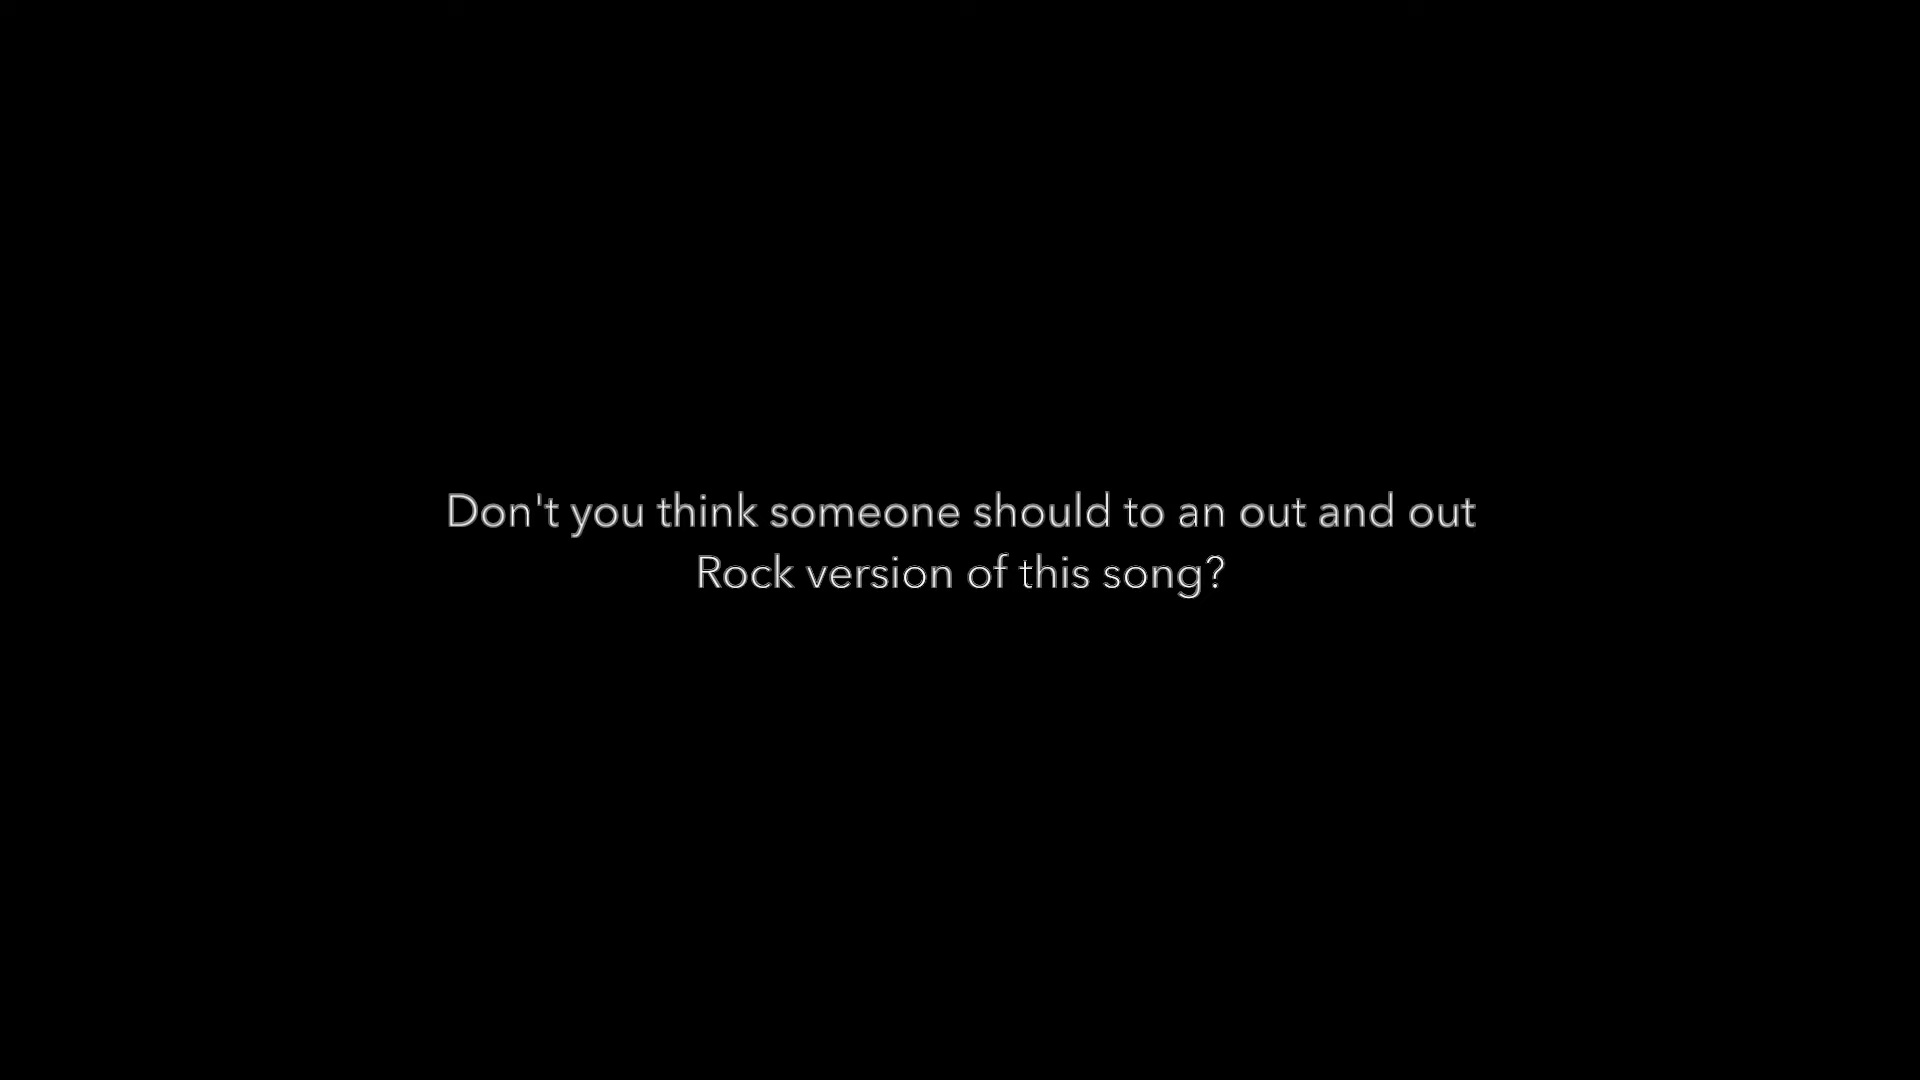 Don't you think someone should to an out and out
Rock version of this song?